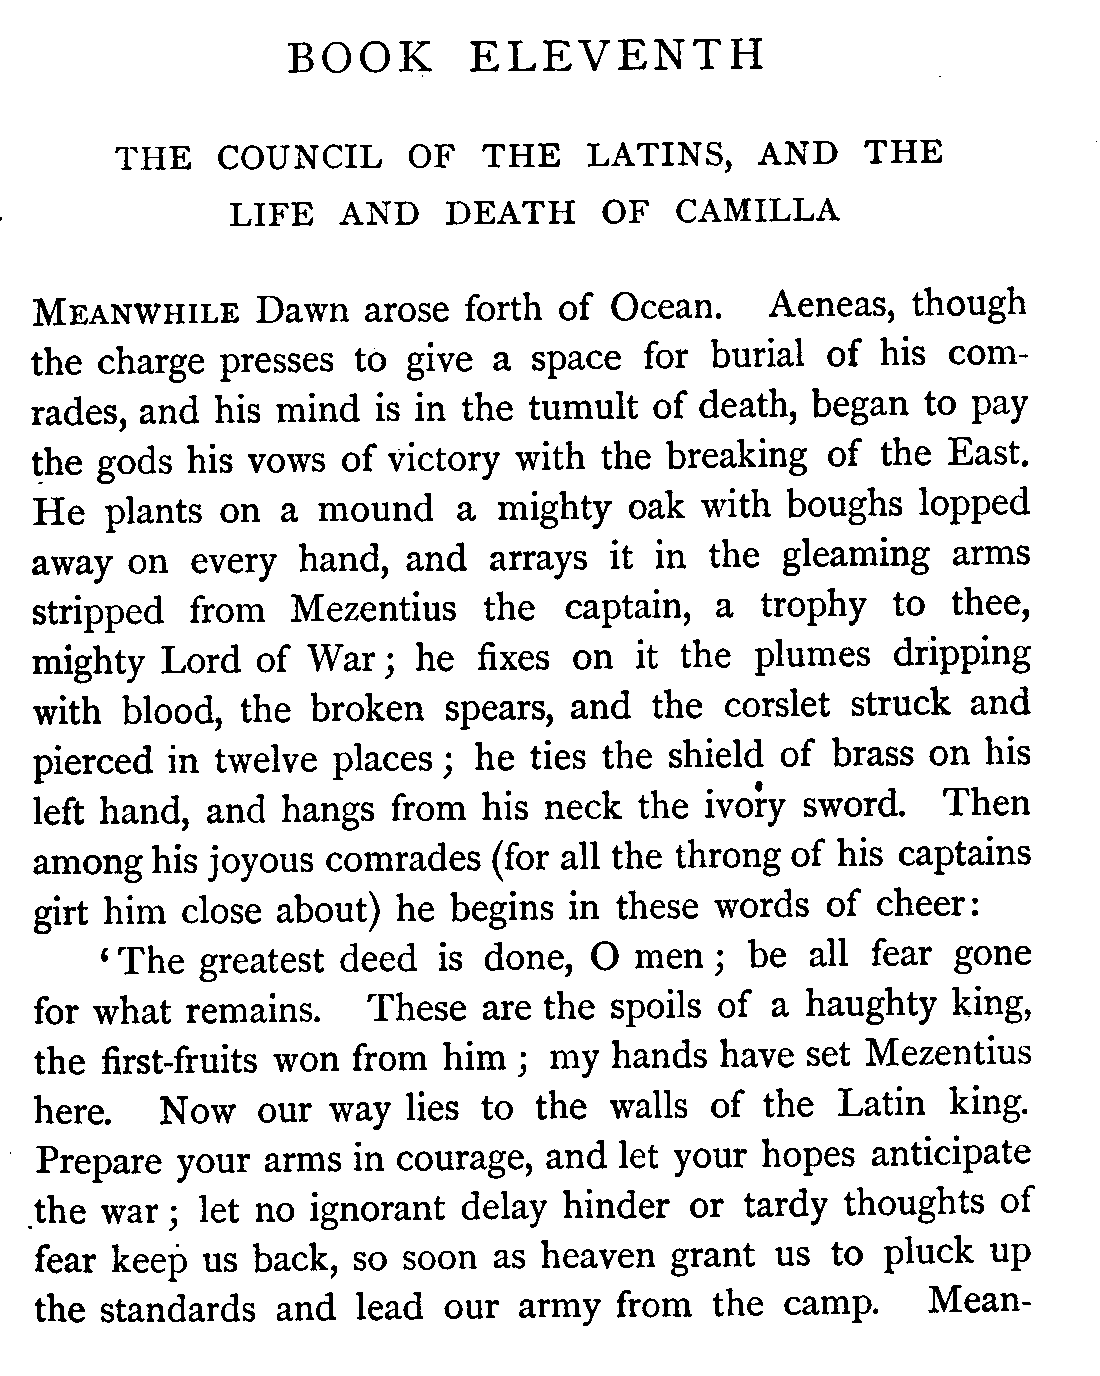 BOOK ELEVENTH
THE COUNCIL OF THE LATINS, AND THE
LIFE AND DEATH OF CAMILLA
MEANWHILE Dawn arose forth of Ocean. Aeneas, though
the charge presses to give a space for burial of his com-
rades, and his mind is in the tumult of death, began to pay
the gods his vows of victory with the breaking of the East.
He plants on a mound a mighty oak with boughs lopped
away on every hand, and arrays it in the gleaming arms
stripped from Mezentius the captain, a trophy to thee,
mighty Lord of War; he fixes on it the plumes dripping
with blood, the broken spears, and the corslet struck and
pierced in twelve places; he ties the shield of brass on his
left hand, and hangs from his neck the ivory sword. Then
among his joyous comrades (for all the throng of his captains
girt him close about) he begins in these words of cheer:
‘The greatest deed is done, O men; be all fear gone
for what remains. These are the spoils of a haughty king,
the first-fruits won from him; my hands have set Mezentius
here. Now our way lies to the walls of the Latin king.
Prepare your arms in courage, and let your hopes anticipate
the war; let no ignorant delay hinder or tardy thoughts of
fear keep us back, so soon as heaven grant us to pluck up
the standards and lead our army from the camp. Mean-